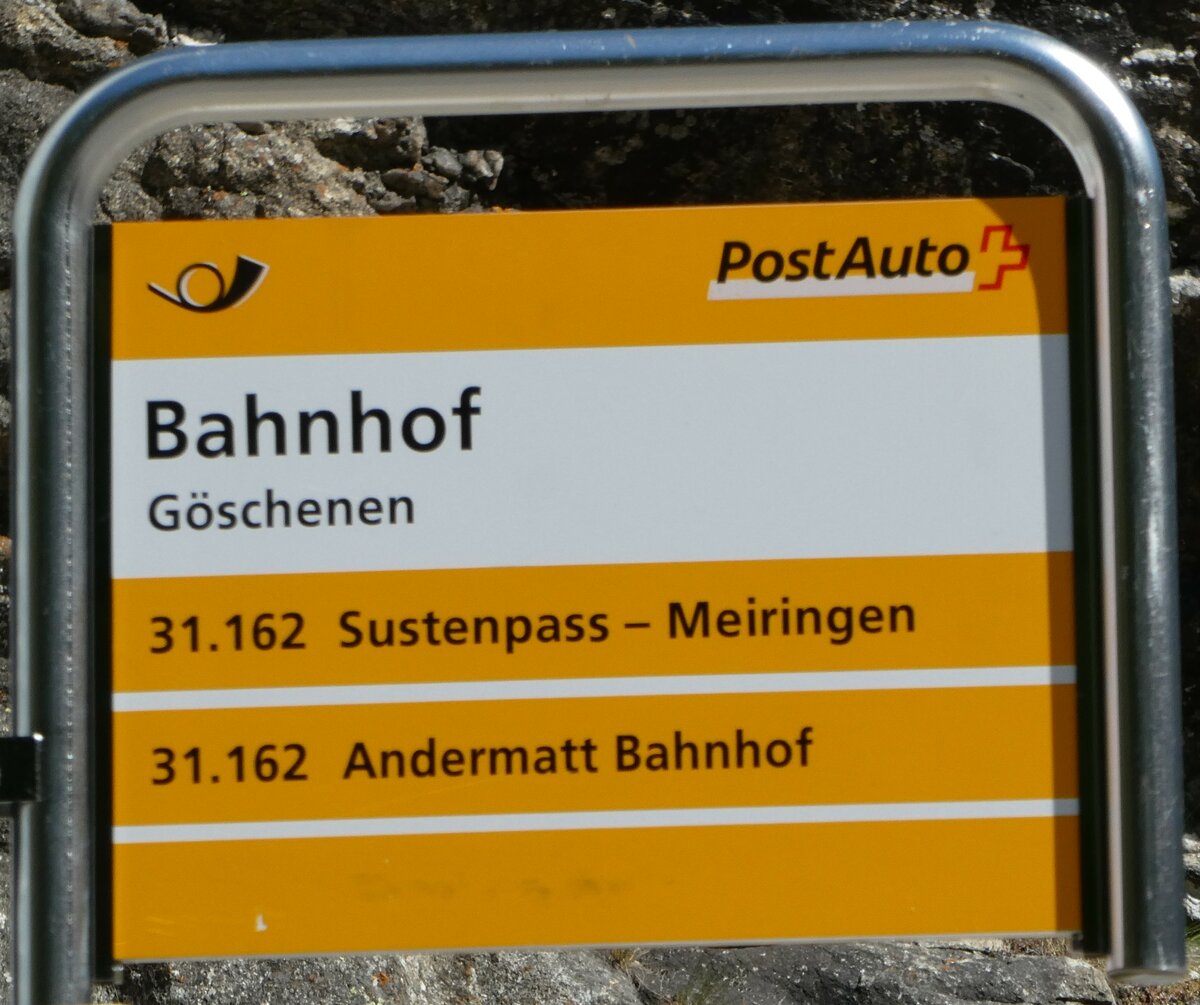 PostAuto
Bahnhof
Göschenen
31.162 Sustenpass – Meiringen
31.162 Andermatt Bahnhof